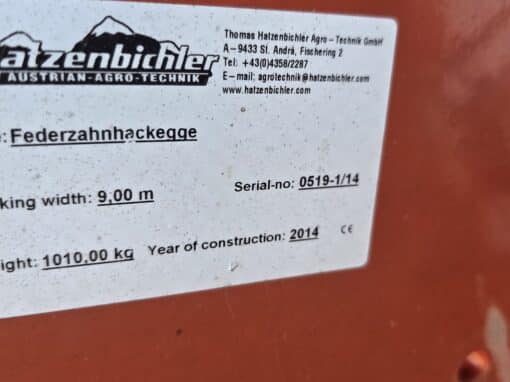 atzenbichler
AUSTRIAN-AGRO-TECHNIK
Thomas Hatzenbichler Agro - Technik GmbH
A-9433 St. Andrä, Fischering 2
Tel: +43(0)4358/2287
E-mail: agrotechnik@hatzenbichler.com
www.hatzenbichler.com
: Federzahnhackegge
king width: 9,00 m
Serial-no: 0519-1/14
ight: 1010,00 kg
Year of construction: 2014 CE